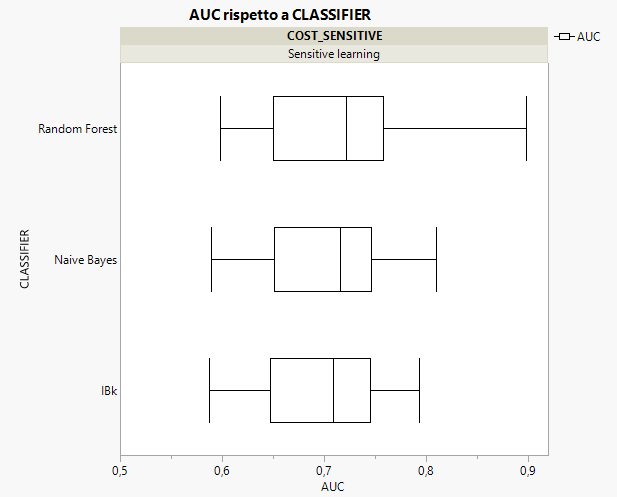 AUC rispetto a CLASSIFIER
COST_SENSITIVE
Sensitive learning
AUC
Random Forest
Naive Bayes
IBk
CLASSIFIER
0,5 0,6 0,7 0,8 0,9
AUC